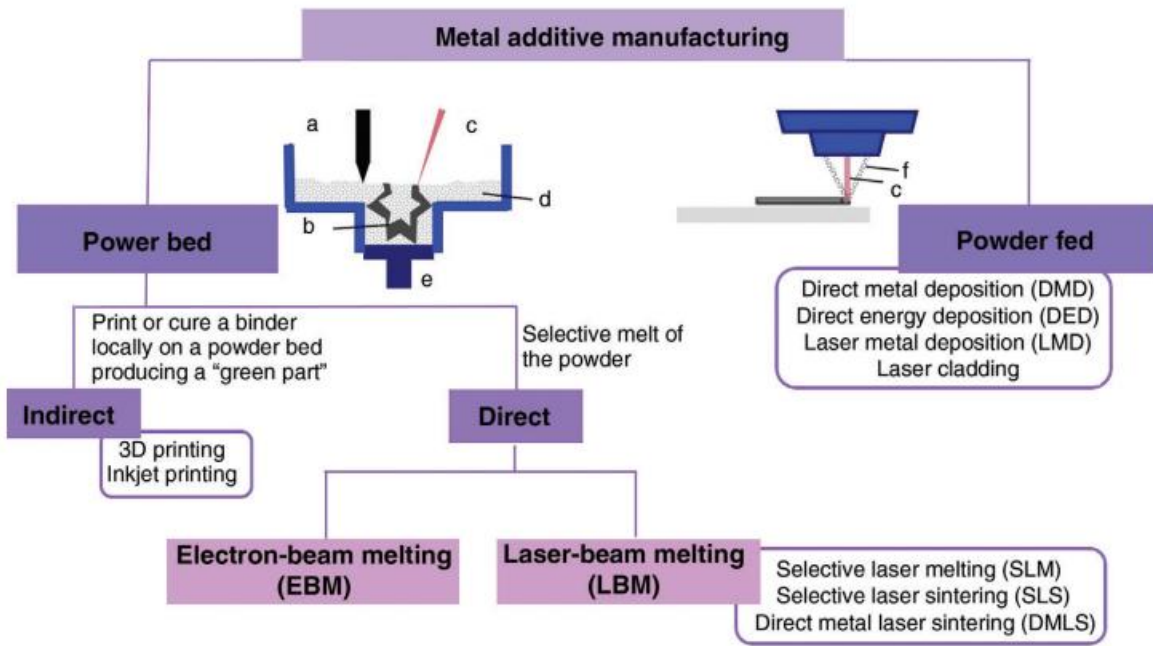 Metal additive manufacturing
a
c
d
b
e
f
c
Power bed
Powder fed
Direct metal deposition (DMD)
Direct energy deposition (DED)
Laser metal deposition (LMD)
Laser cladding
Print or cure a binder
locally on a powder bed
producing a “green part”
Selective melt of
the powder
Indirect
3D printing
Inkjet printing
Direct
Electron-beam melting
(EBM)
Laser-beam melting
(LBM)
Selective laser melting (SLM)
Selective laser sintering (SLS)
Direct metal laser sintering (DMLS)